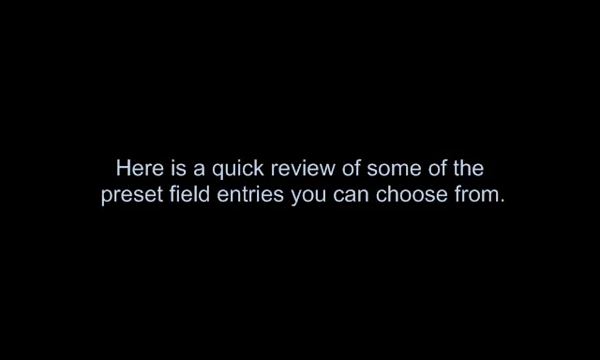 Here is a quick review of some of the
preset field entries you can choose from.